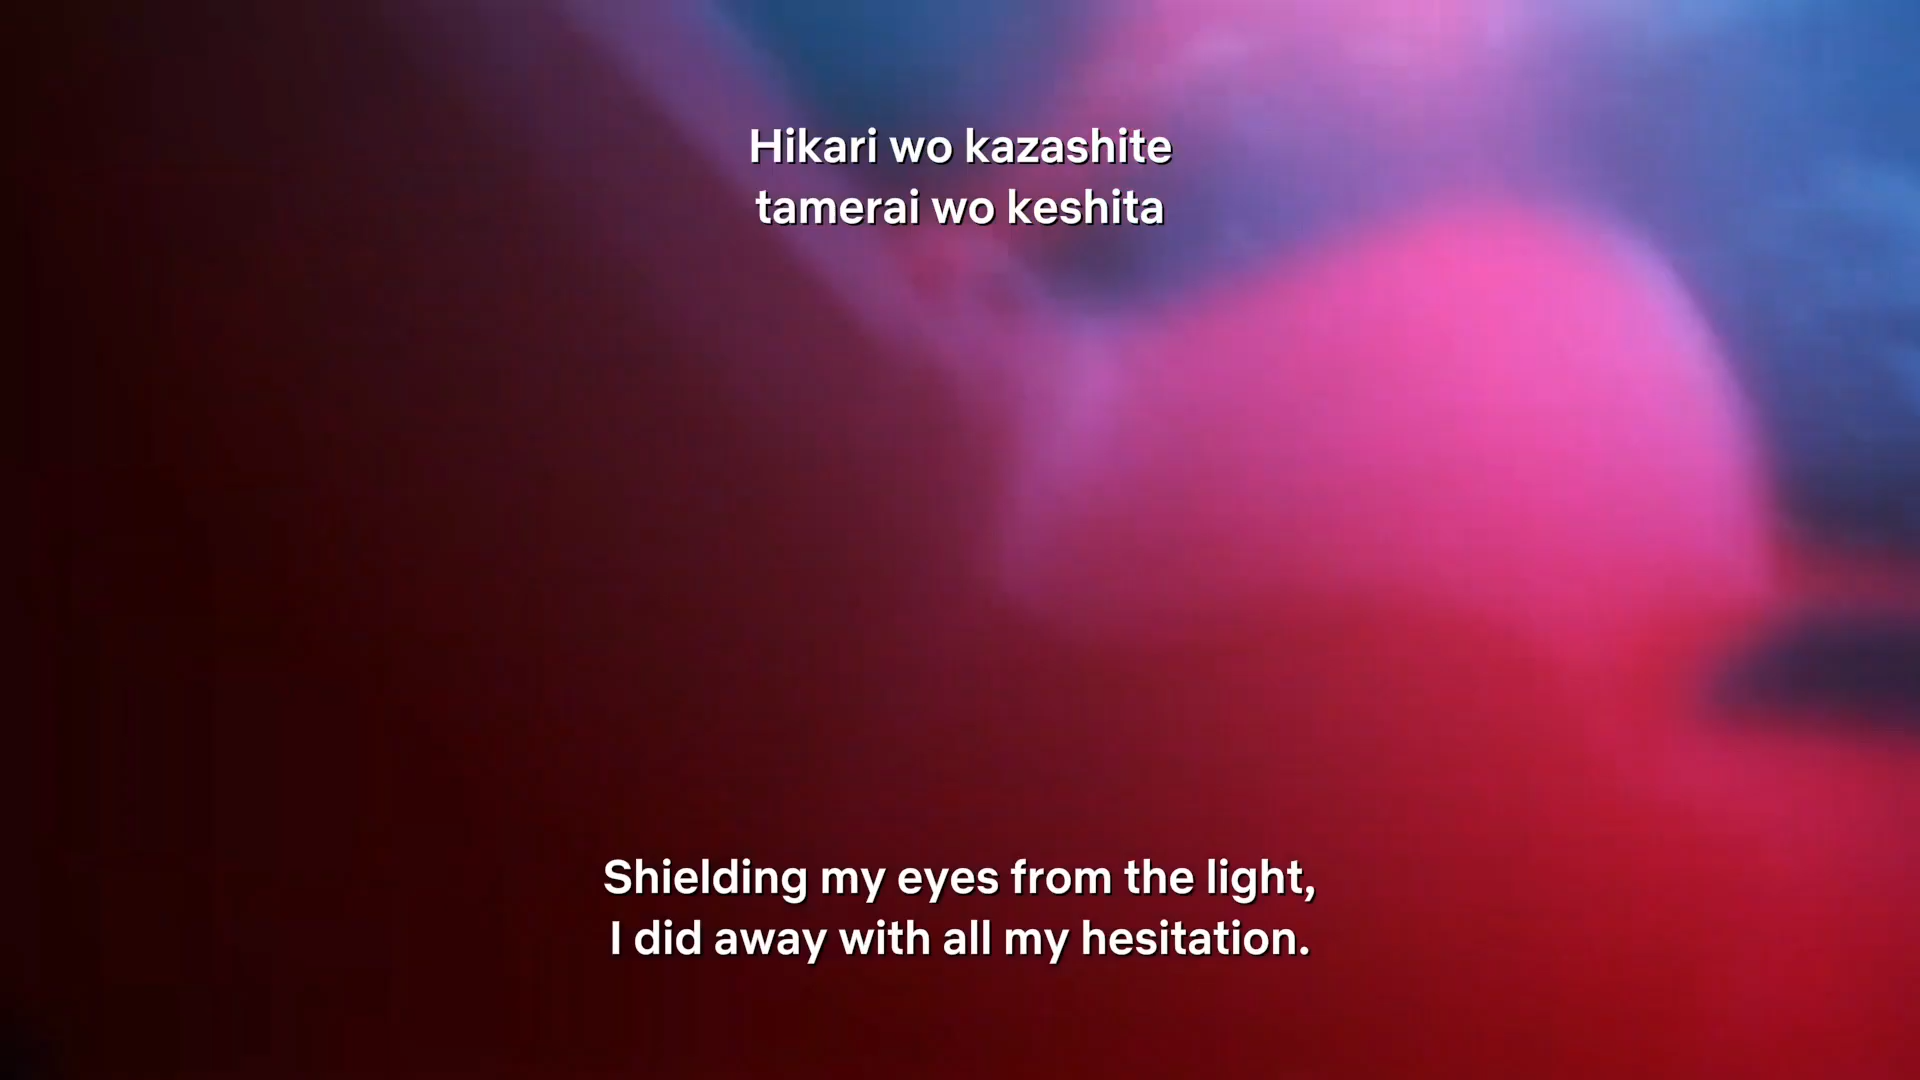 Hikari wo kazashite
tamerai wo keshita
Shielding my eyes from the light,
I did away with all my hesitation.